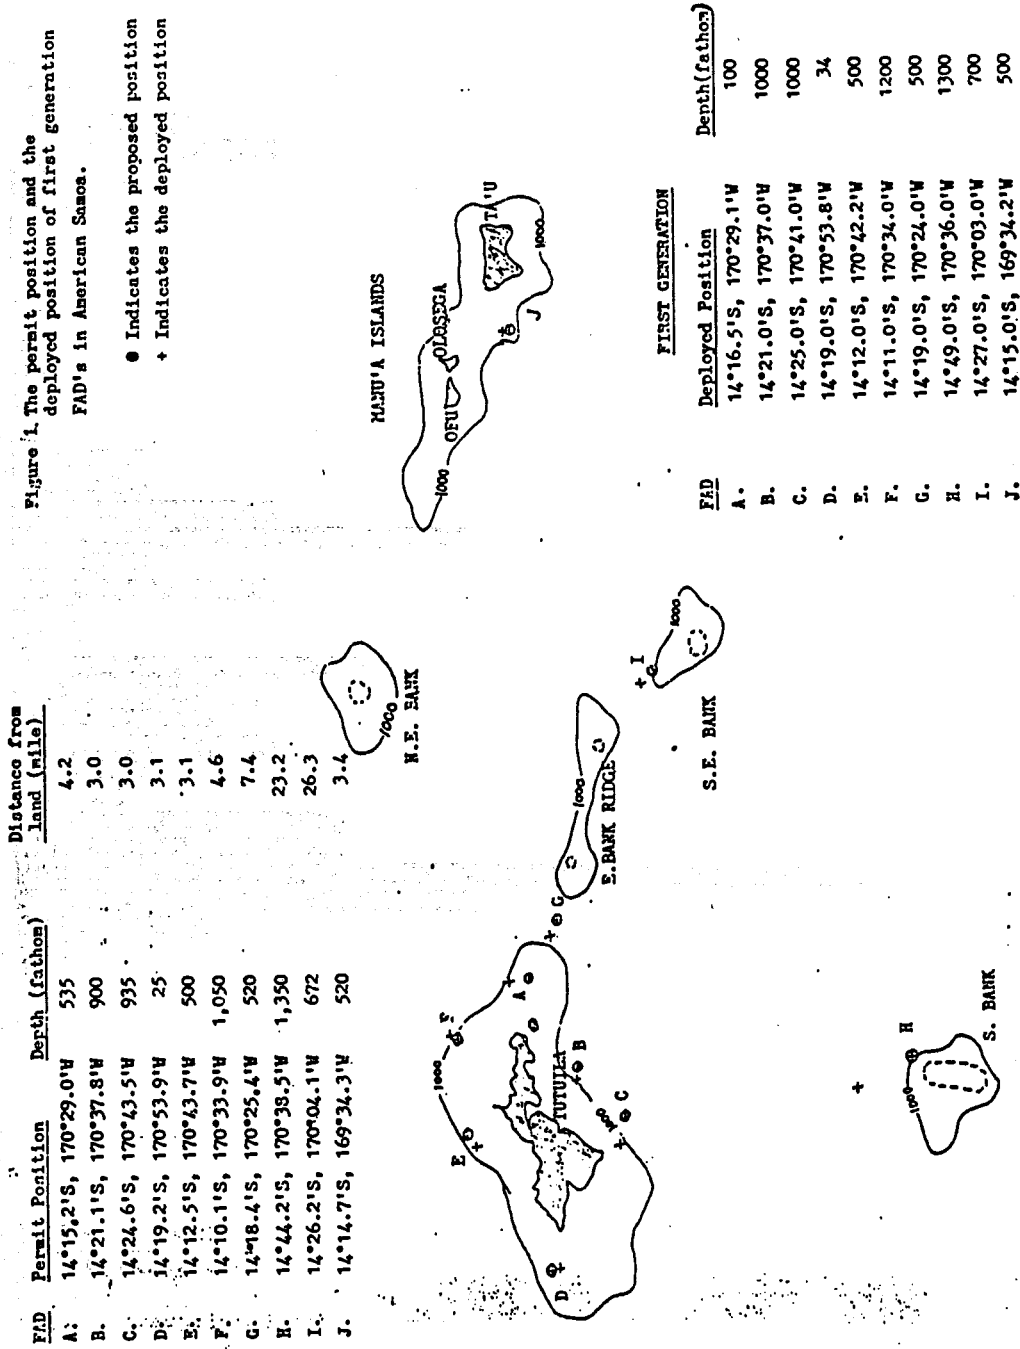 Figure 1. The permit position and the
deployed position of first generation
FAD's in American Samoa.
● Indicates the proposed position
+ Indicates the deployed position
FAD Permit Ponition Depth (fathom) Distance from land (mile)
A. 14°15.2'S, 170°29.0'W 535 4.2
B. 14°21.1'S, 170°37.8'W 900 3.0
C. 14°24.6'S, 170°43.5'W 935 3.0
D. 14°19.2'S, 170°53.9'W 25 3.1
E. 14°12.5'S, 170°43.7'W 500 3.1
F. 14°10.1'S, 170°33.9'W 1,050 4.6
G. 14°18.4'S, 170°25.4'W 520 7.4
H. 14°44.2'S, 170°38.5'W 1,350 23.2
I. 14°26.2'S, 170°04.1'W 672 26.3
J. 14°14.7'S, 169°34.3'W 520 3.4
MANU'A ISLANDS
1000
OFU
OLOSEGA
TA'U
1000
J
1000
N.E. BANK
E
1000
F
A
G
D
TUTUILA
B
1000
C
1000
E.BANK RIDGE
I
1000
S.E. BANK
H
1000
S. BANK
FIRST GENERATION
FAD Deployed Position Depth(fathom)
A. 14°16.5'S, 170°29.1'W 100
B. 14°21.0'S, 170°37.0'W 1000
C. 14°25.0'S, 170°41.0'W 1000
D. 14°19.0'S, 170°53.8'W 34
E. 14°12.0'S, 170°42.2'W 500
F. 14°11.0'S, 170°34.0'W 1200
G. 14°19.0'S, 170°24.0'W 500
H. 14°49.0'S, 170°36.0'W 1300
I. 14°27.0'S, 170°03.0'W 700
J. 14°15.0'S, 169°34.2'W 500